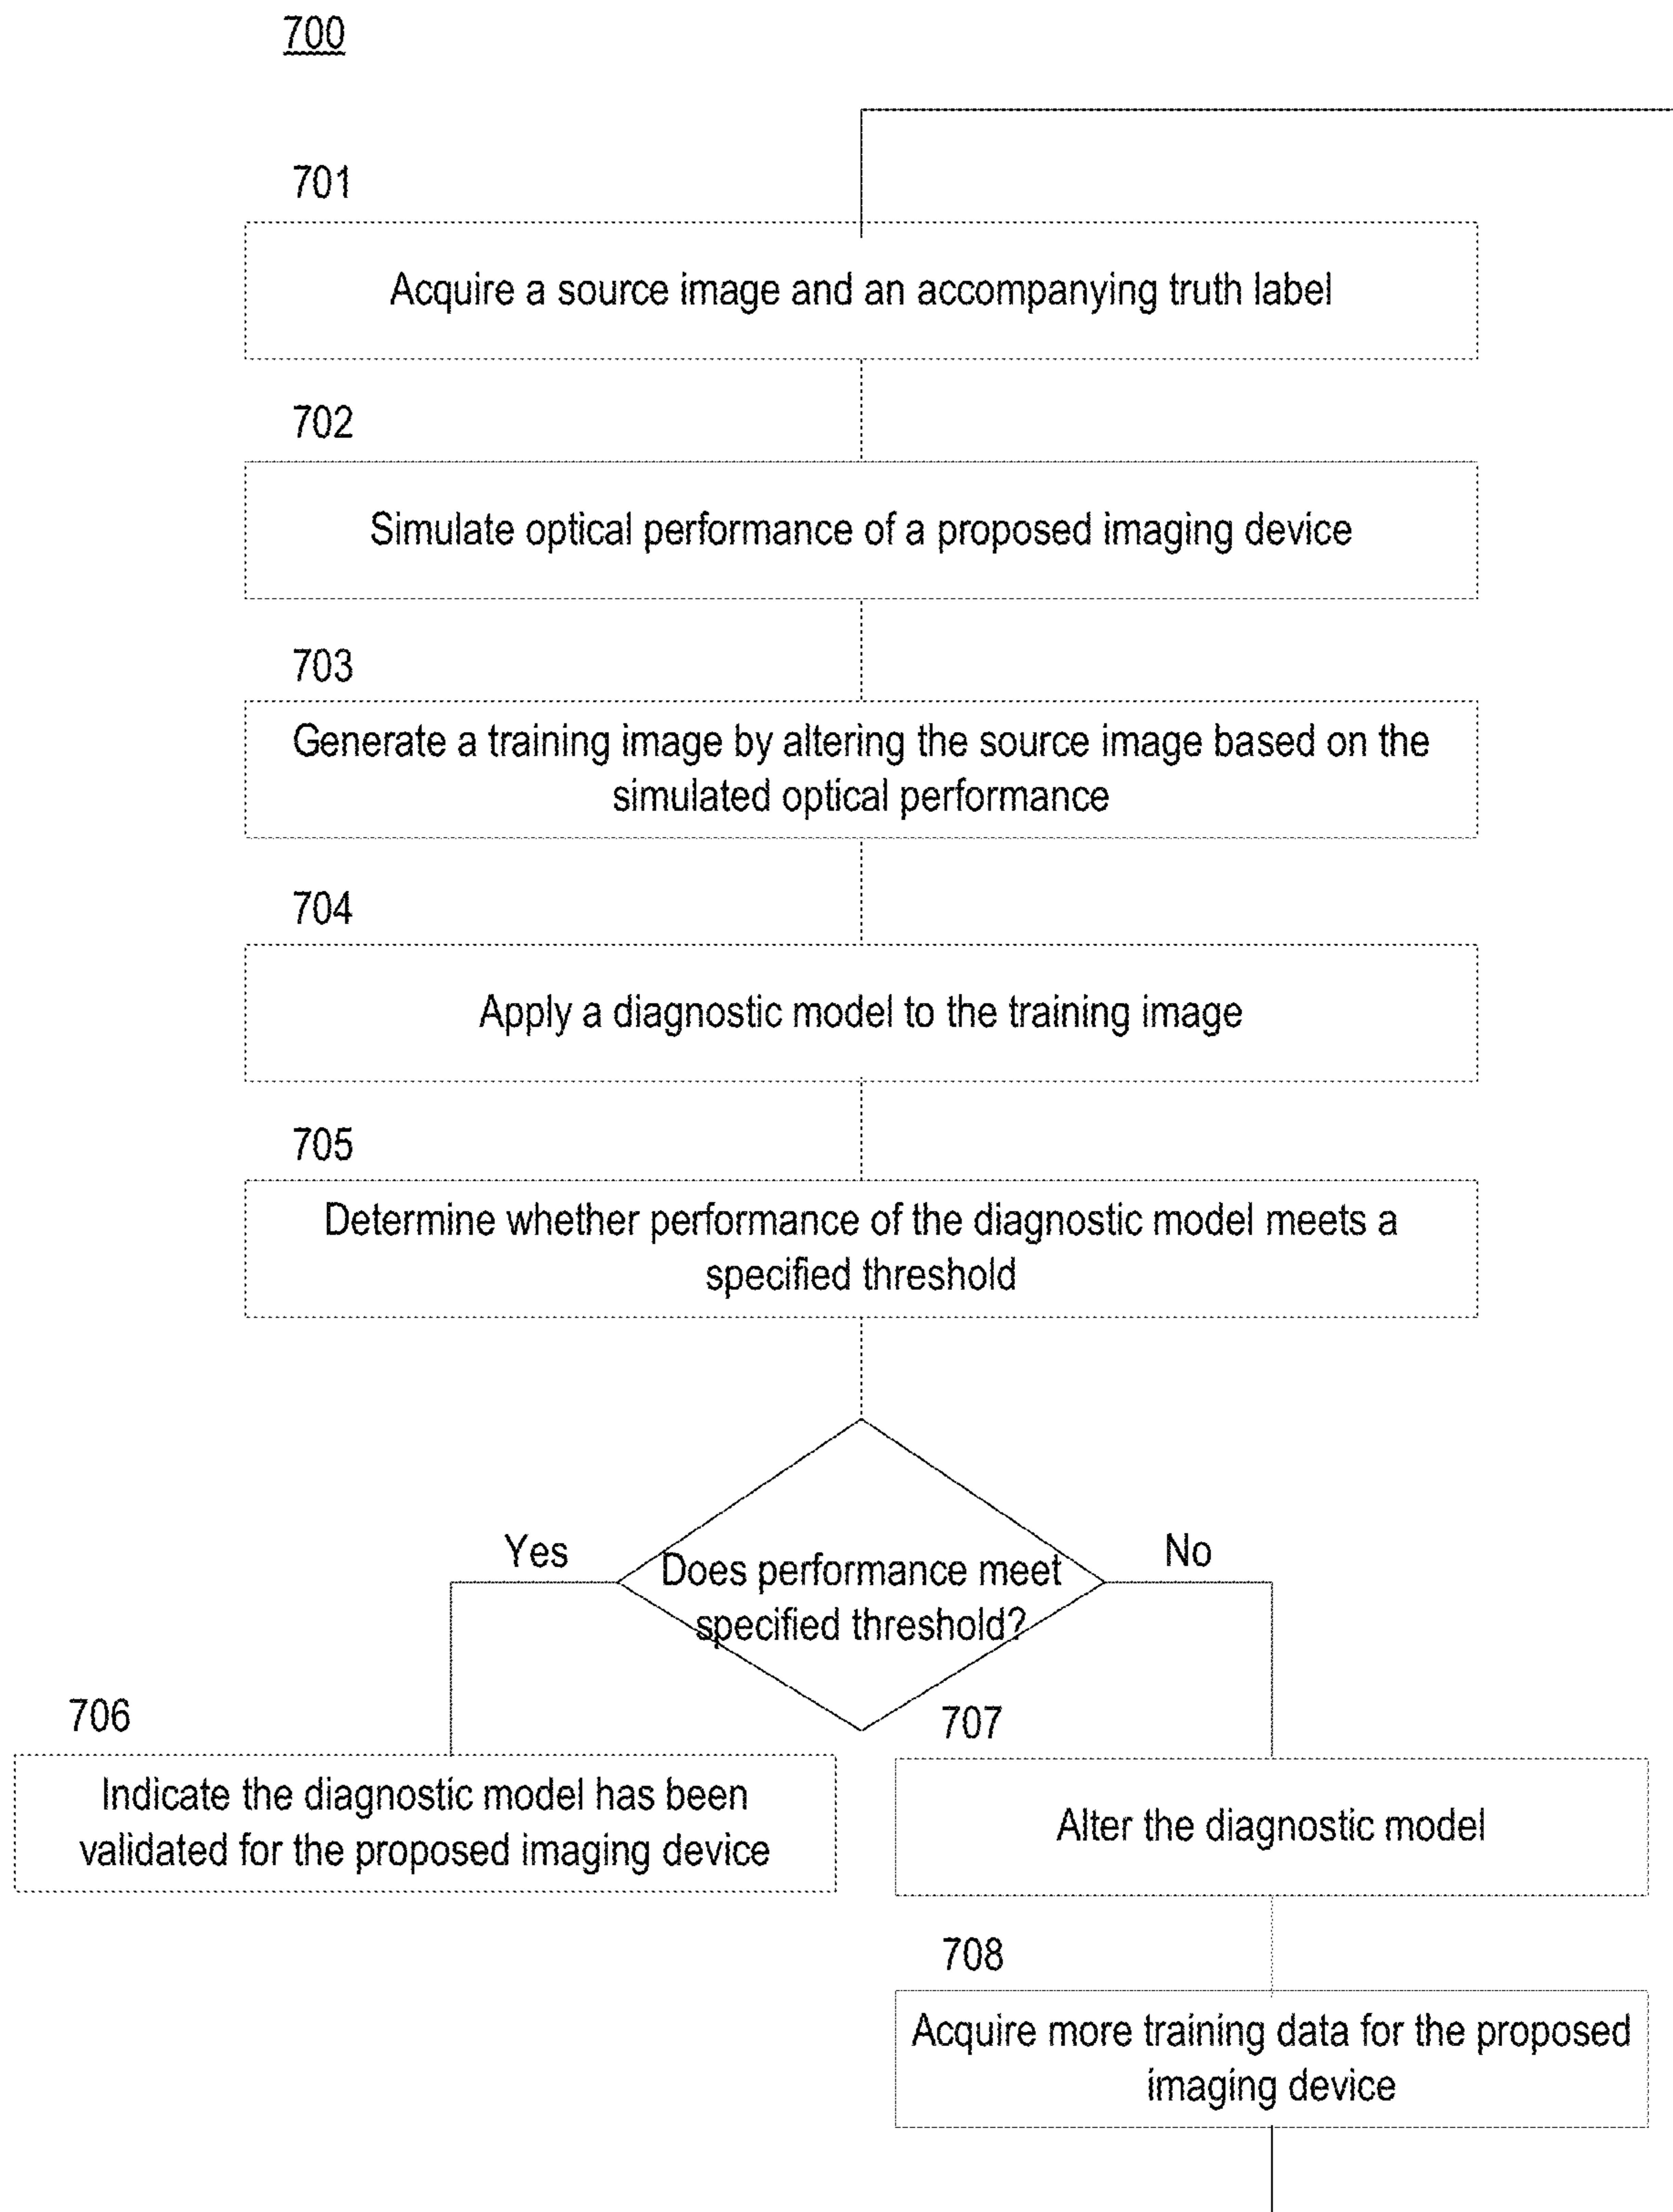 700
701
Acquire a source image and an accompanying truth label
702
Simulate optical performance of a proposed imaging device
703
Generate a training image by altering the source image based on the
simulated optical performance
704
Apply a diagnostic model to the training image
705
Determine whether performance of the diagnostic model meets a
specified threshold
Does performance meet
specified threshold?
Yes
No
706
Indicate the diagnostic model has been
validated for the proposed imaging device
707
Alter the diagnostic model
708
Acquire more training data for the proposed
imaging device